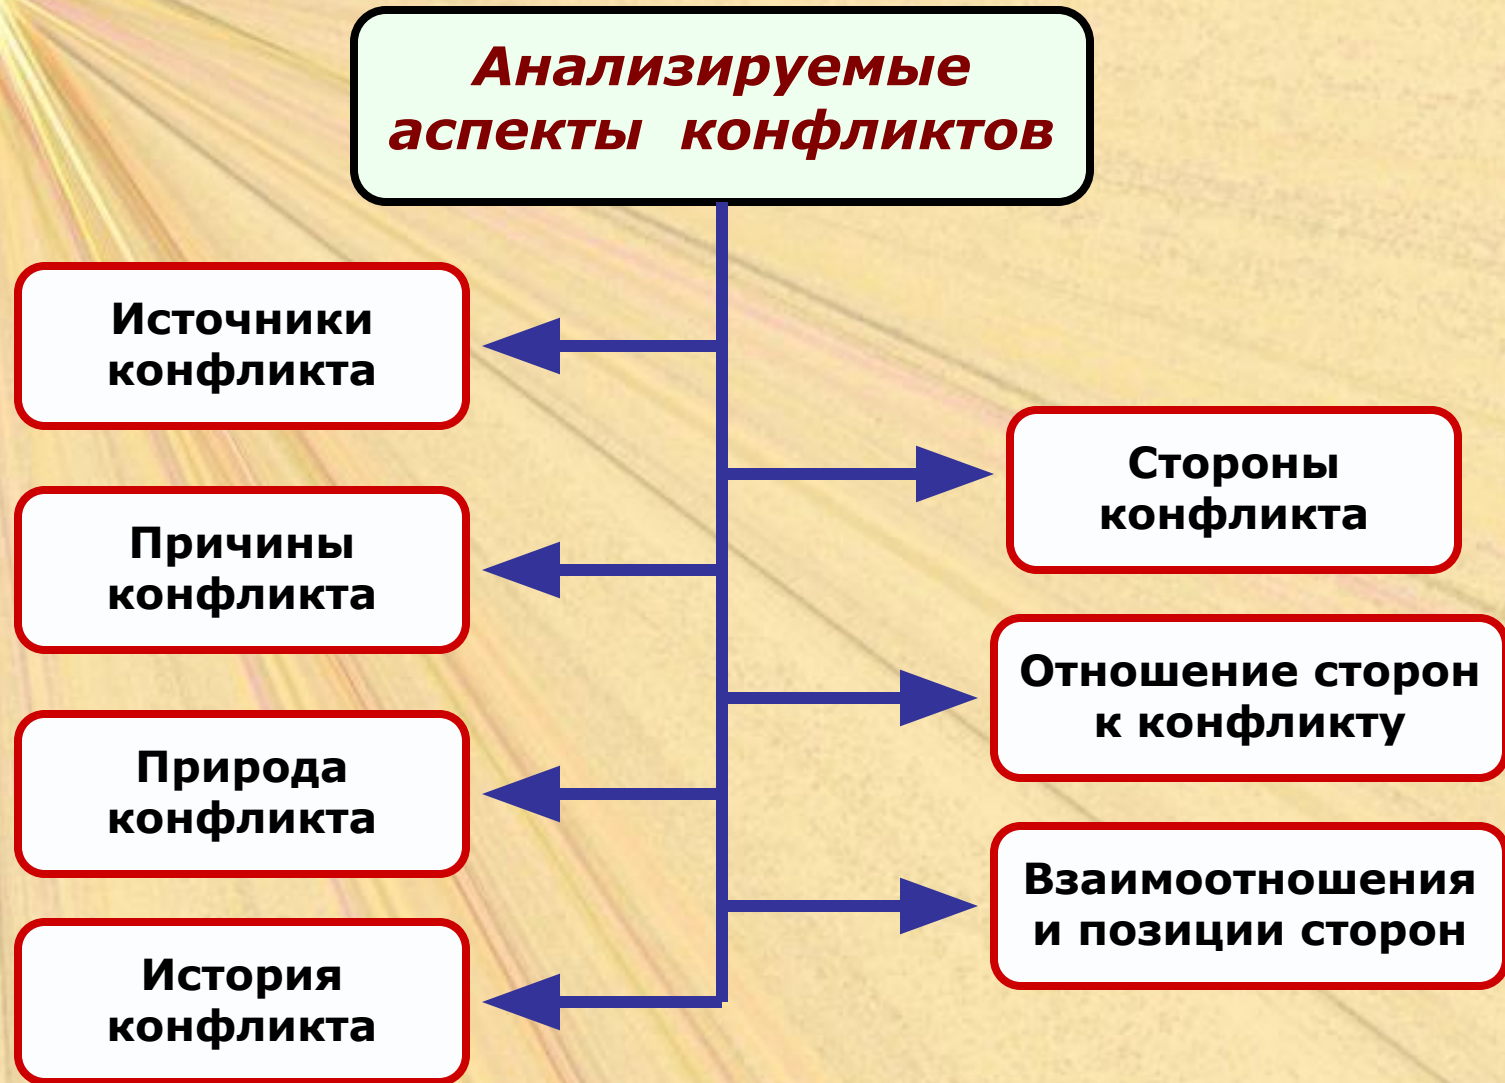 Анализируемые
аспекты конфликтов
Источники
конфликта
Причины
конфликта
Природа
конфликта
История
конфликта
Стороны
конфликта
Отношение сторон
к конфликту
Взаимоотношения
и позиции сторон